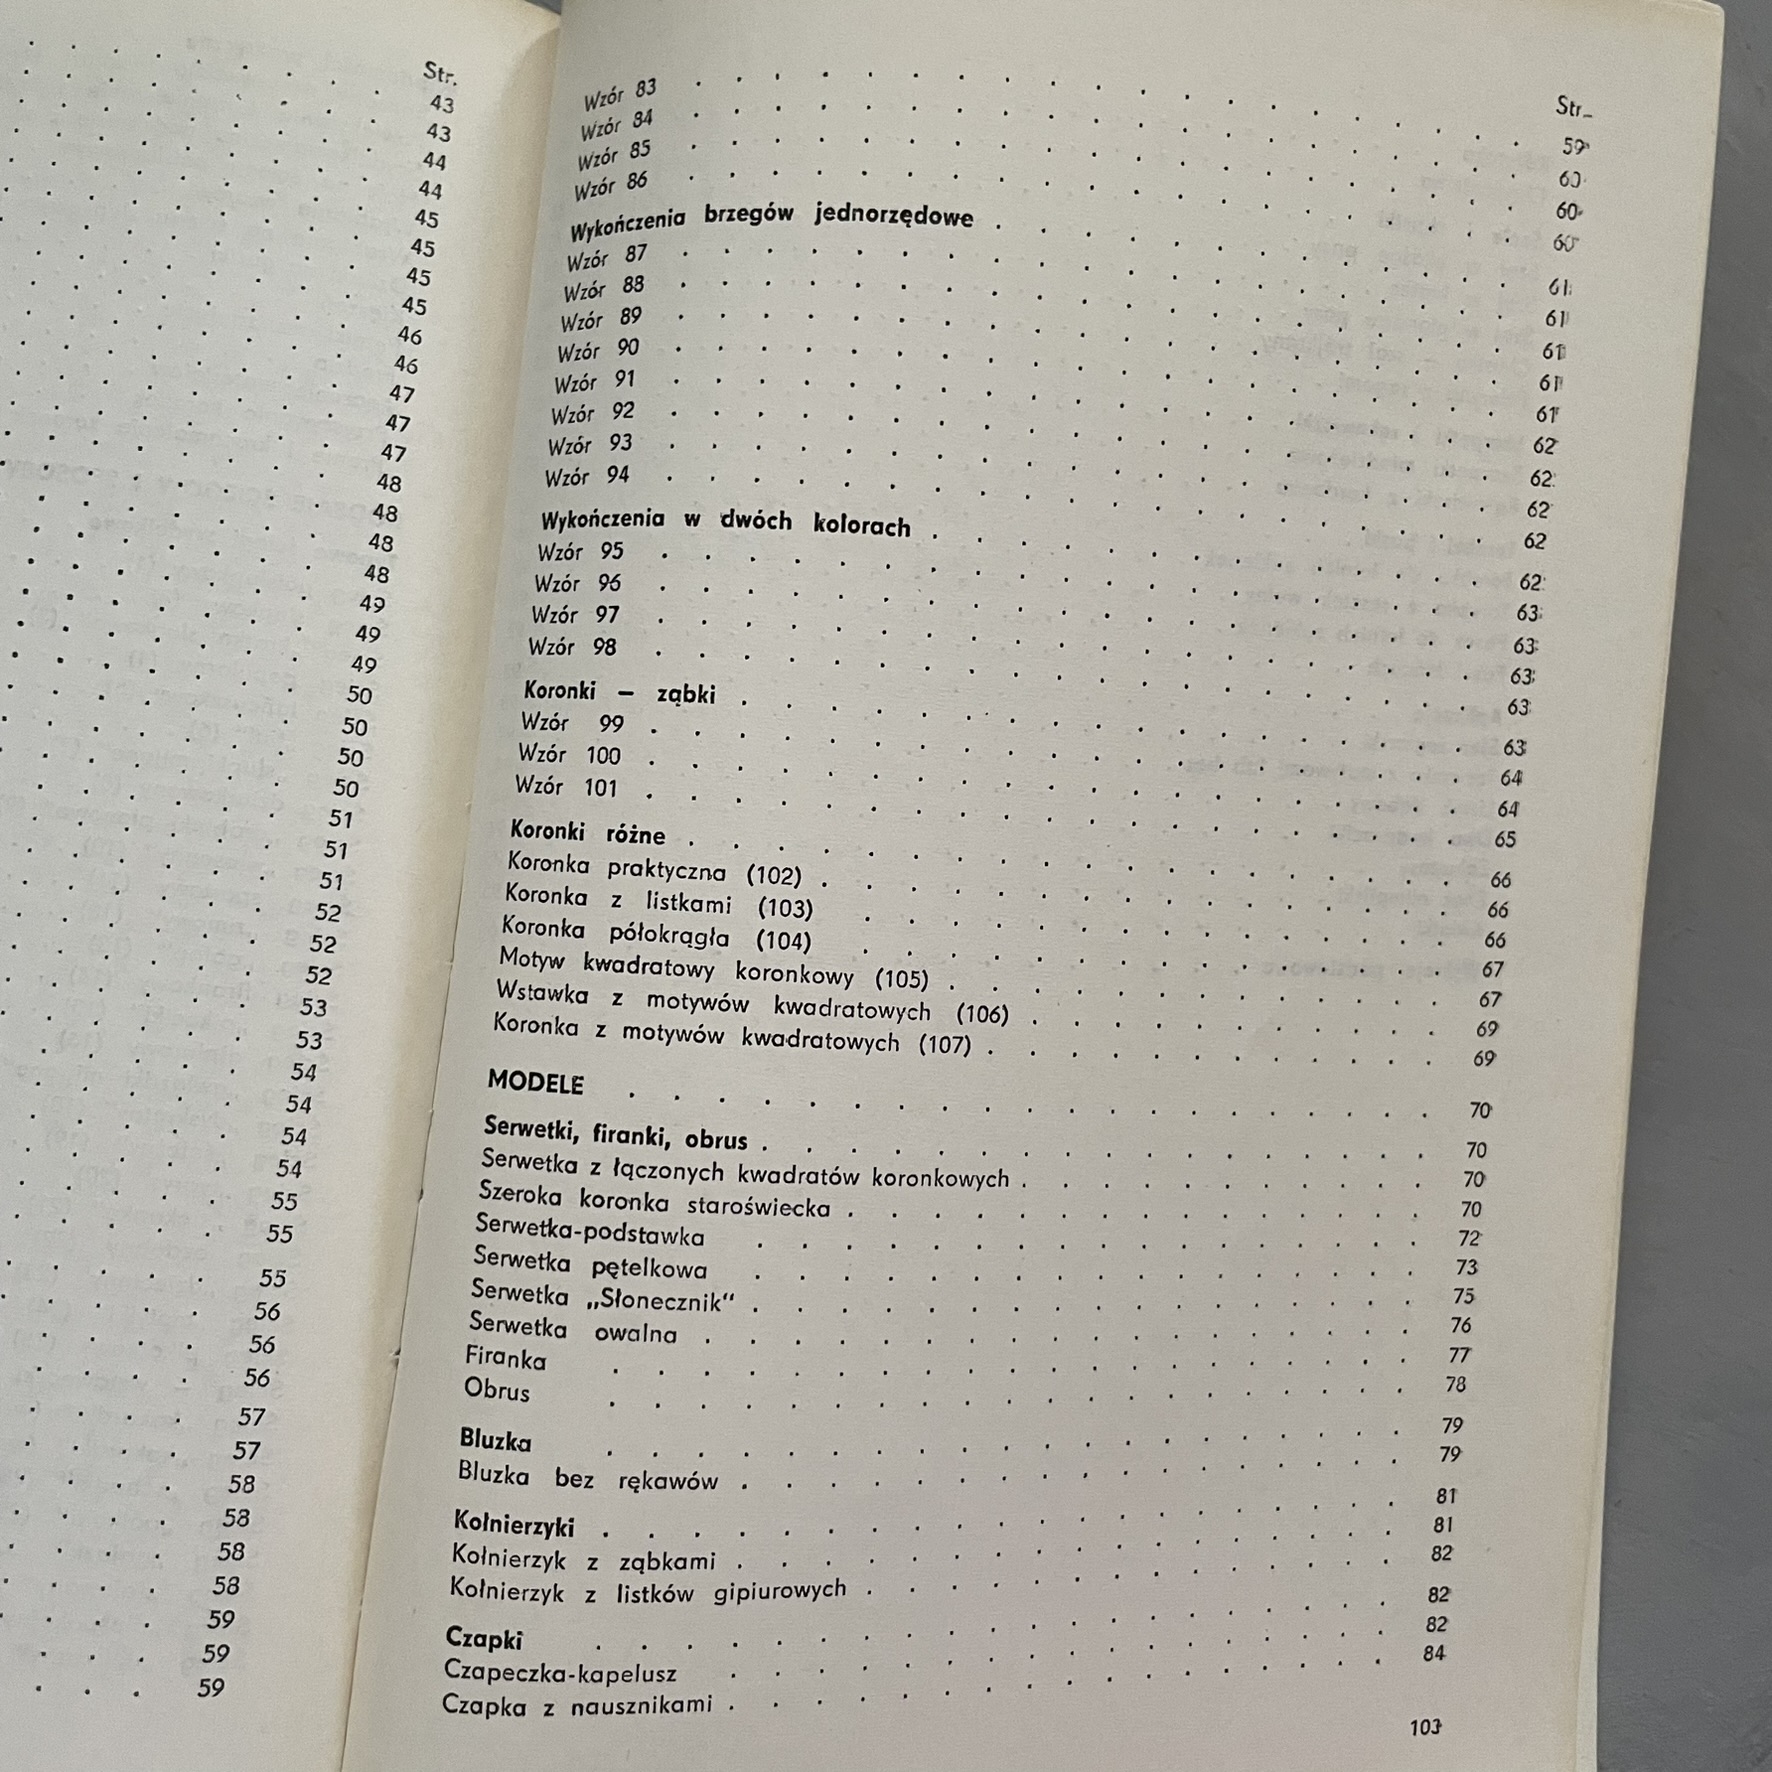 Str.
43
43
44
44
45
45
45
45
46
46
47
47
47
48
48
48
48
49
49
49
50
50
50
50
51
51
51
52
52
52
53
53
54
54
54
54
55
55
55
56
56
56
57
57
58
58
58
58
59
59
59
Str.
Wzór 83 . . . . 59
Wzór 84 . . . . 60
Wzór 85 . . . . 60
Wzór 86 . . . . 60
Wykończenia brzegów jednorzędowe . . . . 61
Wzór 87 . . . . 61
Wzór 88 . . . . 61
Wzór 89 . . . . 61
Wzór 90 . . . . 61
Wzór 91 . . . . 62
Wzór 92 . . . . 62
Wzór 93 . . . . 62
Wzór 94 . . . . 62
Wykończenia w dwóch kolorach . . . . 62
Wzór 95 . . . . 63
Wzór 96 . . . . 63
Wzór 97 . . . . 63
Wzór 98 . . . . 63
Koronki – ząbki . . . . 63
Wzór 99 . . . . 64
Wzór 100 . . . . 64
Wzór 101 . . . . 65
Koronki różne . . . . 66
Koronka praktyczna (102) . . . . 66
Koronka z listkami (103) . . . . 66
Koronka półokrągła (104) . . . . 67
Motyw kwadratowy koronkowy (105) . . . . 67
Wstawka z motywów kwadratowych (106) . . . . 69
Koronka z motywów kwadratowych (107) . . . . 69
MODELE . . . . 70
Serwetki, firanki, obrus . . . . 70
Serwetka z łączonych kwadratów koronkowych . . . . 70
Szeroka koronka staroświecka . . . . 70
Serwetka-podstawka . . . . 72
Serwetka pętelkowa . . . . 73
Serwetka „Słonecznik“ . . . . 75
Serwetka owalna . . . . 76
Firanka . . . . 77
Obrus . . . . 78
Bluzka . . . . 79
Bluzka bez rękawów . . . . 79
Kołnierzyki . . . . 81
Kołnierzyk z ząbkami . . . . 81
Kołnierzyk z listków gipiurowych . . . . 82
Czapki . . . . 82
Czapeczka-kapelusz . . . . 82
Czapka z nausznikami . . . . 84
103